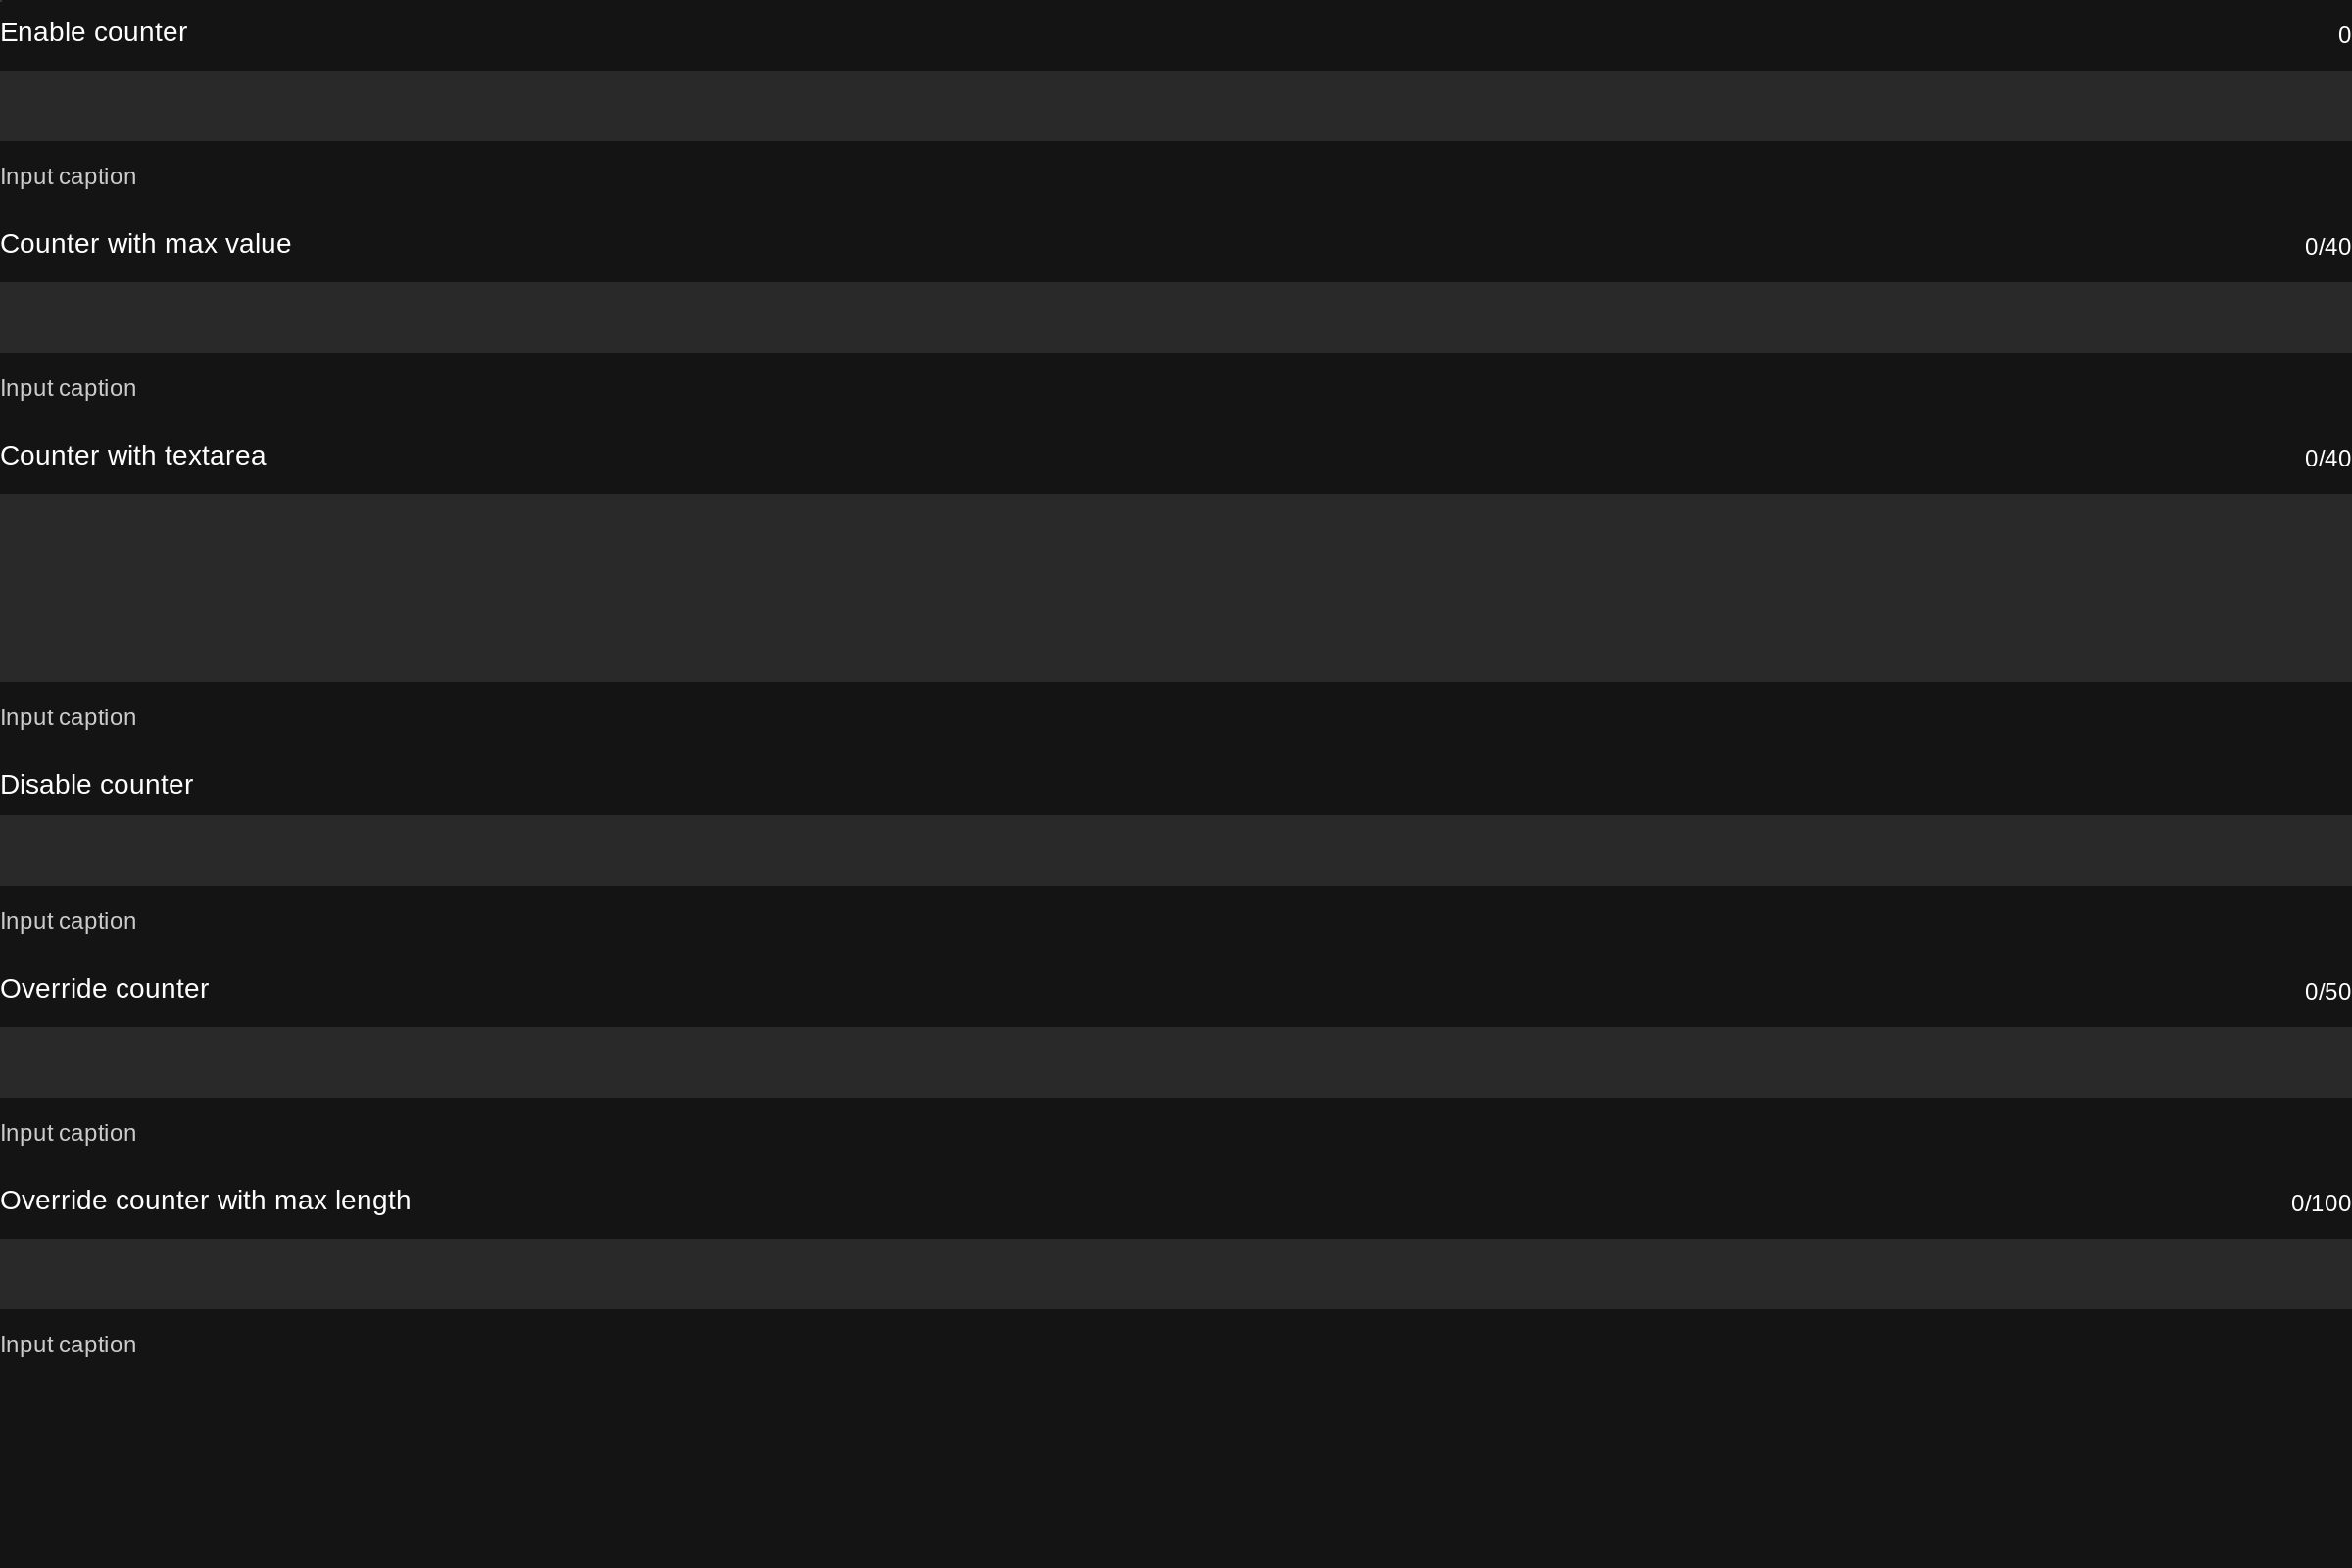 Enable counter 0
Input caption
Counter with max value 0/40
Input caption
Counter with textarea 0/40
Input caption
Disable counter
Input caption
Override counter 0/50
Input caption
Override counter with max length 0/100
Input caption